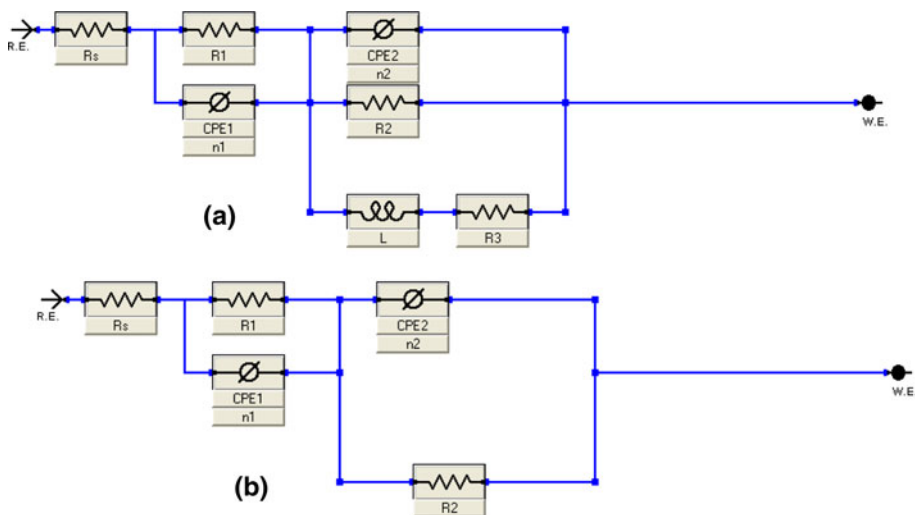 R.E.
Rs
R1
CPE2
n2
CPE1
n1
R2
W.E.
(a)
L
R3
R.E.
Rs
R1
CPE2
n2
CPE1
n1
W.E
(b)
R2